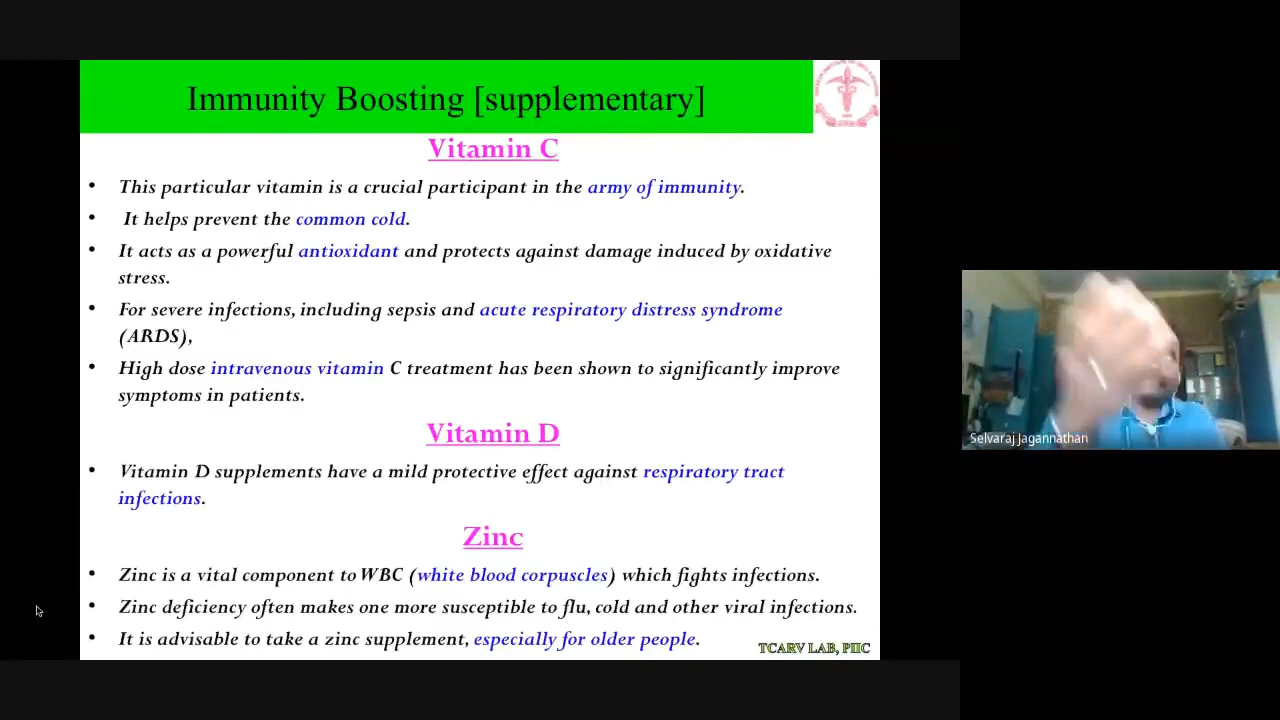 Immunity Boosting [supplementary]
Vitamin C
• This particular vitamin is a crucial participant in the army of immunity.
• It helps prevent the common cold.
• It acts as a powerful antioxidant and protects against damage induced by oxidative
stress.
• For severe infections, including sepsis and acute respiratory distress syndrome
(ARDS),
• High dose intravenous vitamin C treatment has been shown to significantly improve
symptoms in patients.
Vitamin D
• Vitamin D supplements have a mild protective effect against respiratory tract
infections.
Zinc
• Zinc is a vital component to WBC (white blood corpuscles) which fights infections.
• Zinc deficiency often makes one more susceptible to flu, cold and other viral infections.
• It is advisable to take a zinc supplement, especially for older people.
TCARV LAB, PIIC
Selvaraj Jagannathan